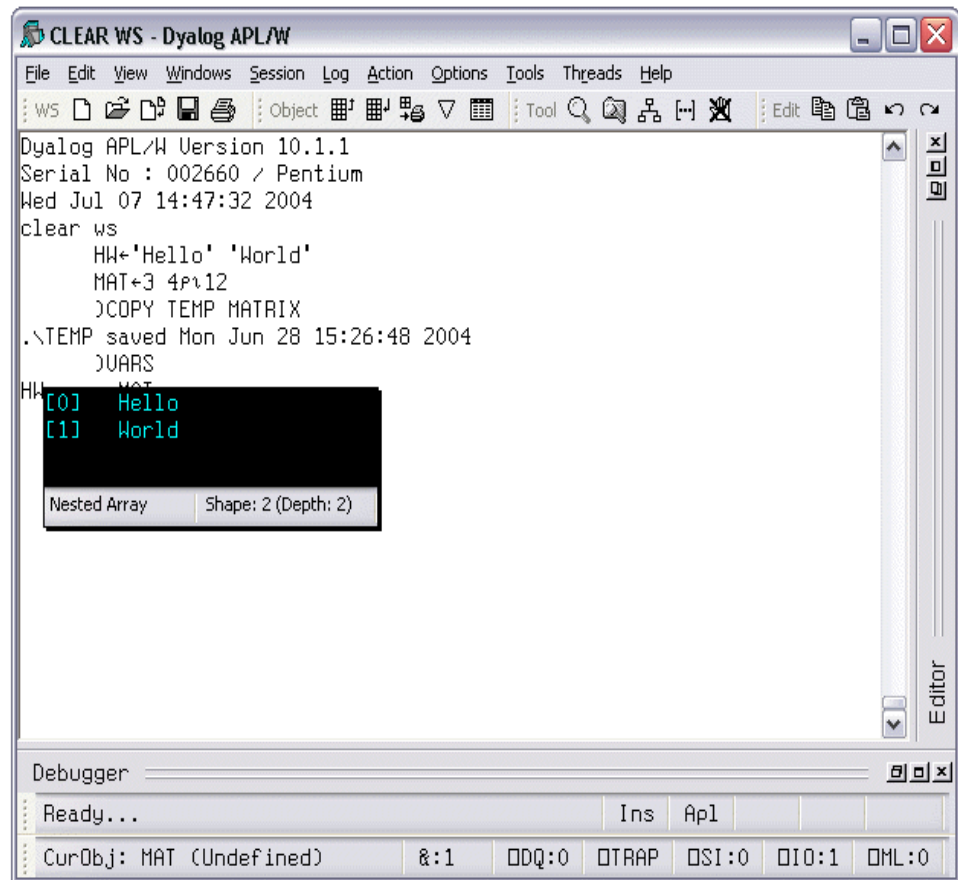 CLEAR WS - Dyalog APL/W
File Edit View Windows Session Log Action Options Tools Threads Help
WS Object Tool Edit
Dyalog APL/W Version 10.1.1
Serial No : 002660 / Pentium
Wed Jul 07 14:47:32 2004
clear ws
HW←'Hello' 'World'
MAT←3 4⍴⍳12
)COPY TEMP MATRIX
.\TEMP saved Mon Jun 28 15:26:48 2004
)VARS
HW MAT
[0] Hello
[1] World
Nested Array Shape: 2 (Depth: 2)
Editor
Debugger
Ready... Ins Apl
CurObj: MAT (Undefined) &:1 ⎕DQ:0 ⎕TRAP ⎕SI:0 ⎕IO:1 ⎕ML:0